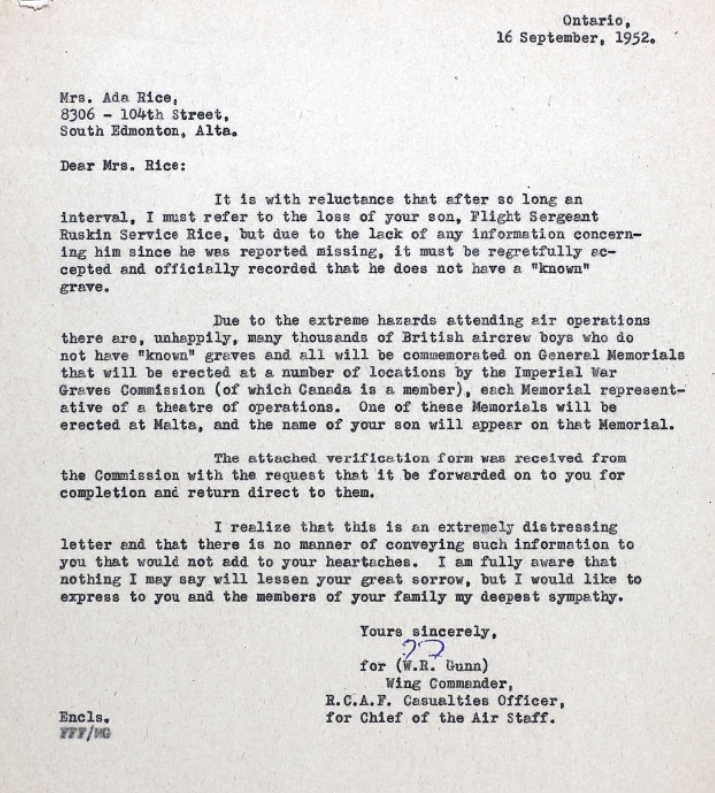 Ontario,
16 September, 1952.
Mrs. Ada Rice,
8306 - 104th Street,
South Edmonton, Alta.
Dear Mrs. Rice:
It is with reluctance that after so long an
interval, I must refer to the loss of your son, Flight Sergeant
Ruskin Service Rice, but due to the lack of any information concern-
ing him since he was reported missing, it must be regretfully ac-
cepted and officially recorded that he does not have a "known"
grave.
Due to the extreme hazards attending air operations
there are, unhappily, many thousands of British aircrew boys who do
not have "known" graves and all will be commemorated on General Memorials
that will be erected at a number of locations by the Imperial War
Graves Commission (of which Canada is a member), each Memorial represent-
ative of a theatre of operations. One of these Memorials will be
erected at Malta, and the name of your son will appear on that Memorial.
The attached verification form was received from
the Commission with the request that it be forwarded on to you for
completion and return direct to them.
I realize that this is an extremely distressing
letter and that there is no manner of conveying such information to
you that would not add to your heartaches. I am fully aware that
nothing I may say will lessen your great sorrow, but I would like to
express to you and the members of your family my deepest sympathy.
Yours sincerely,
for (W.R. Gunn)
Wing Commander,
R.C.A.F. Casualties Officer,
for Chief of the Air Staff.
Encls.
FFF/MG